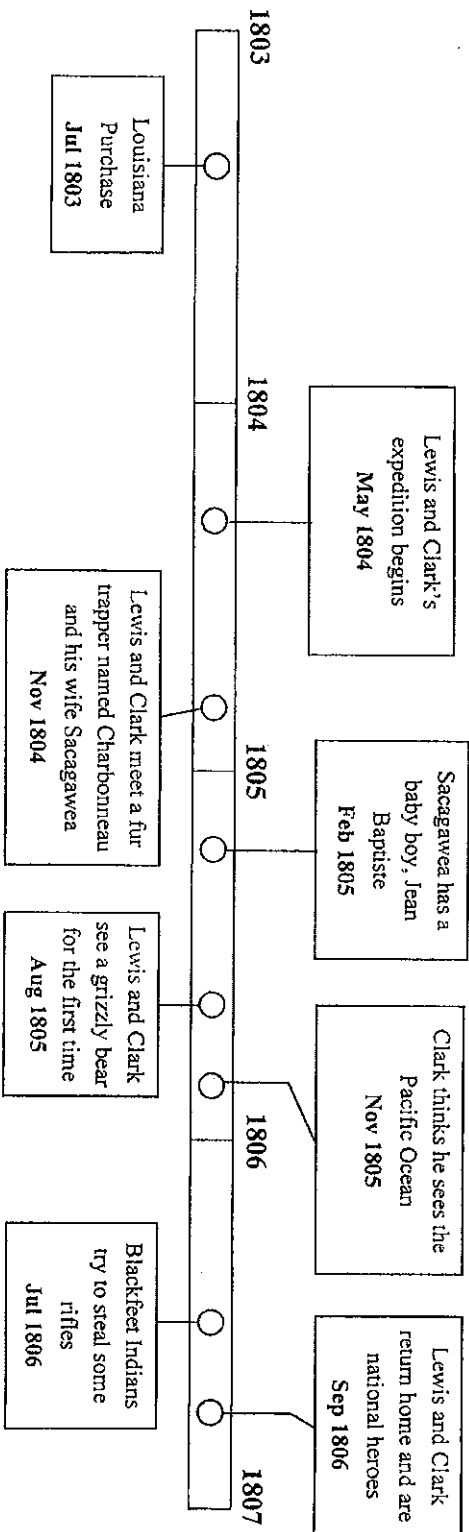 1803
1804
1805
1806
1807
Lewis and Clark's
expedition begins
May 1804
Sacagawea has a
baby boy, Jean
Baptiste
Feb 1805
Clark thinks he sees the
Pacific Ocean
Nov 1805
Lewis and Clark
return home and are
national heroes
Sep 1806
Louisiana
Purchase
Jul 1803
Lewis and Clark meet a fur
trapper named Charbonneau
and his wife Sacagawea
Nov 1804
Lewis and Clark
see a grizzly bear
for the first time
Aug 1805
Blackfeet Indians
try to steal some
rifles
Jul 1806